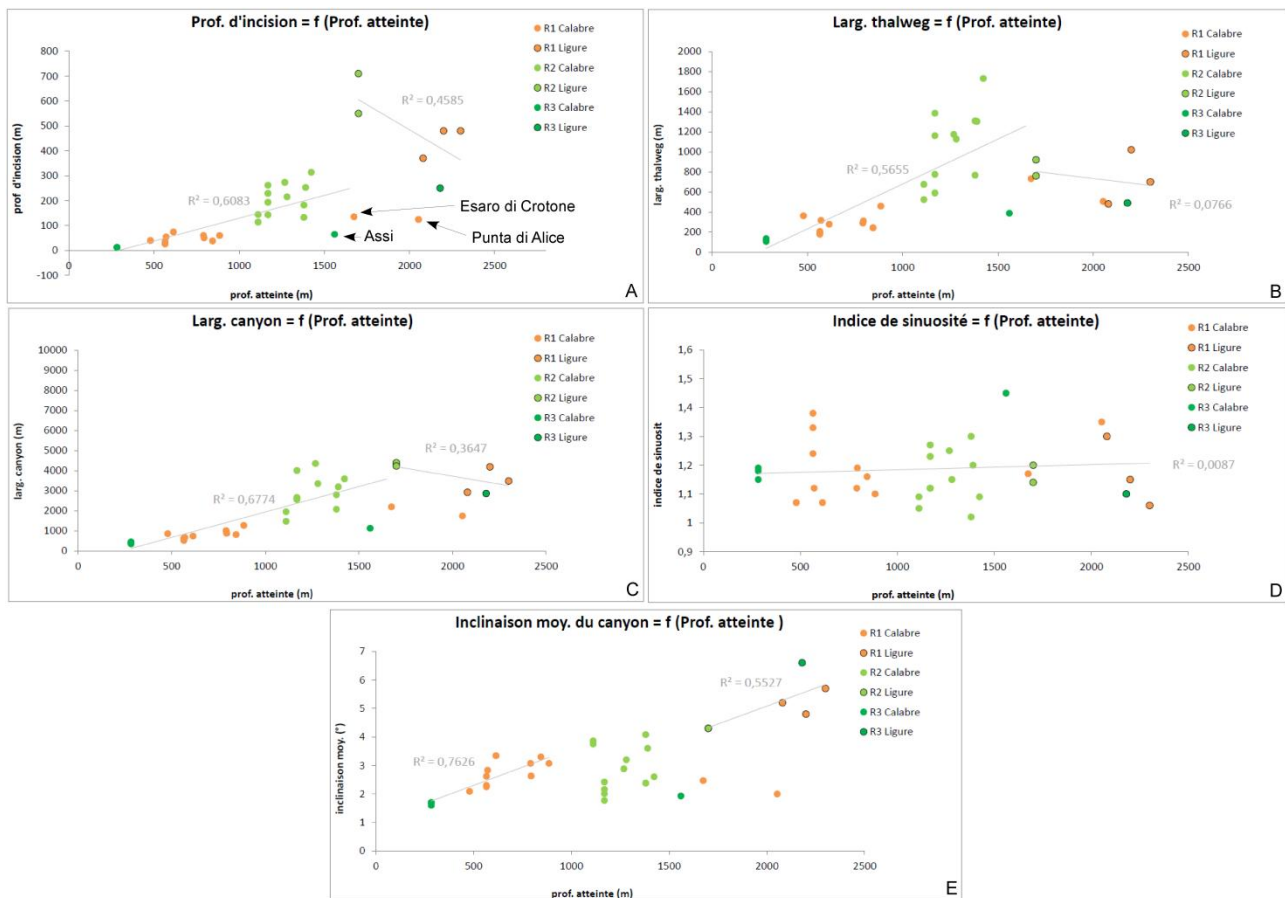 Prof. d'incision = f (Prof. atteinte)
800
700
600
500
400
300
200
100
0
-100
prof d'incision (m)
R² = 0,4585
R² = 0,6083
R1 Calabre
R1 Ligure
R2 Calabre
R2 Ligure
R3 Calabre
R3 Ligure
Esaro di Crotone
Assi
Punta di Alice
0 500 1000 1500 2000 2500
prof. atteinte (m)
A
Larg. thalweg = f (Prof. atteinte)
2000
1800
1600
1400
1200
1000
800
600
400
200
0
larg. thalweg (m)
R² = 0,5655
R² = 0,0766
R1 Calabre
R1 Ligure
R2 Calabre
R2 Ligure
R3 Calabre
R3 Ligure
0 500 1000 1500 2000 2500
prof. atteinte (m)
B
Larg. canyon = f (Prof. atteinte)
10000
9000
8000
7000
6000
5000
4000
3000
2000
1000
0
larg. canyon (m)
R² = 0,6774
R² = 0,3647
R1 Calabre
R1 Ligure
R2 Calabre
R2 Ligure
R3 Calabre
R3 Ligure
0 500 1000 1500 2000 2500
prof. atteinte (m)
C
Indice de sinuosité = f (Prof. atteinte)
1,6
1,5
1,4
1,3
1,2
1,1
1
0,9
indice de sinuosit
R² = 0,0087
R1 Calabre
R1 Ligure
R2 Calabre
R2 Ligure
R3 Calabre
R3 Ligure
0 500 1000 1500 2000 2500
prof. atteinte (m)
D
Inclinaison moy. du canyon = f (Prof. atteinte )
7
6
5
4
3
2
1
0
inclinaison moy. (°)
R² = 0,7626
R² = 0,5527
R1 Calabre
R1 Ligure
R2 Calabre
R2 Ligure
R3 Calabre
R3 Ligure
0 500 1000 1500 2000 2500
prof. atteinte (m)
E